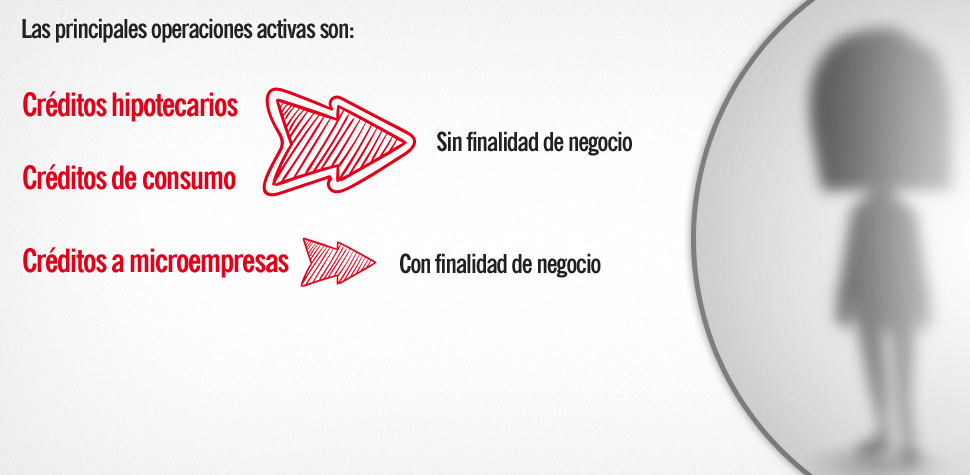 Las principales operaciones activas son:
Créditos hipotecarios
Sin finalidad de negocio
Créditos de consumo
Créditos a microempresas
Con finalidad de negocio